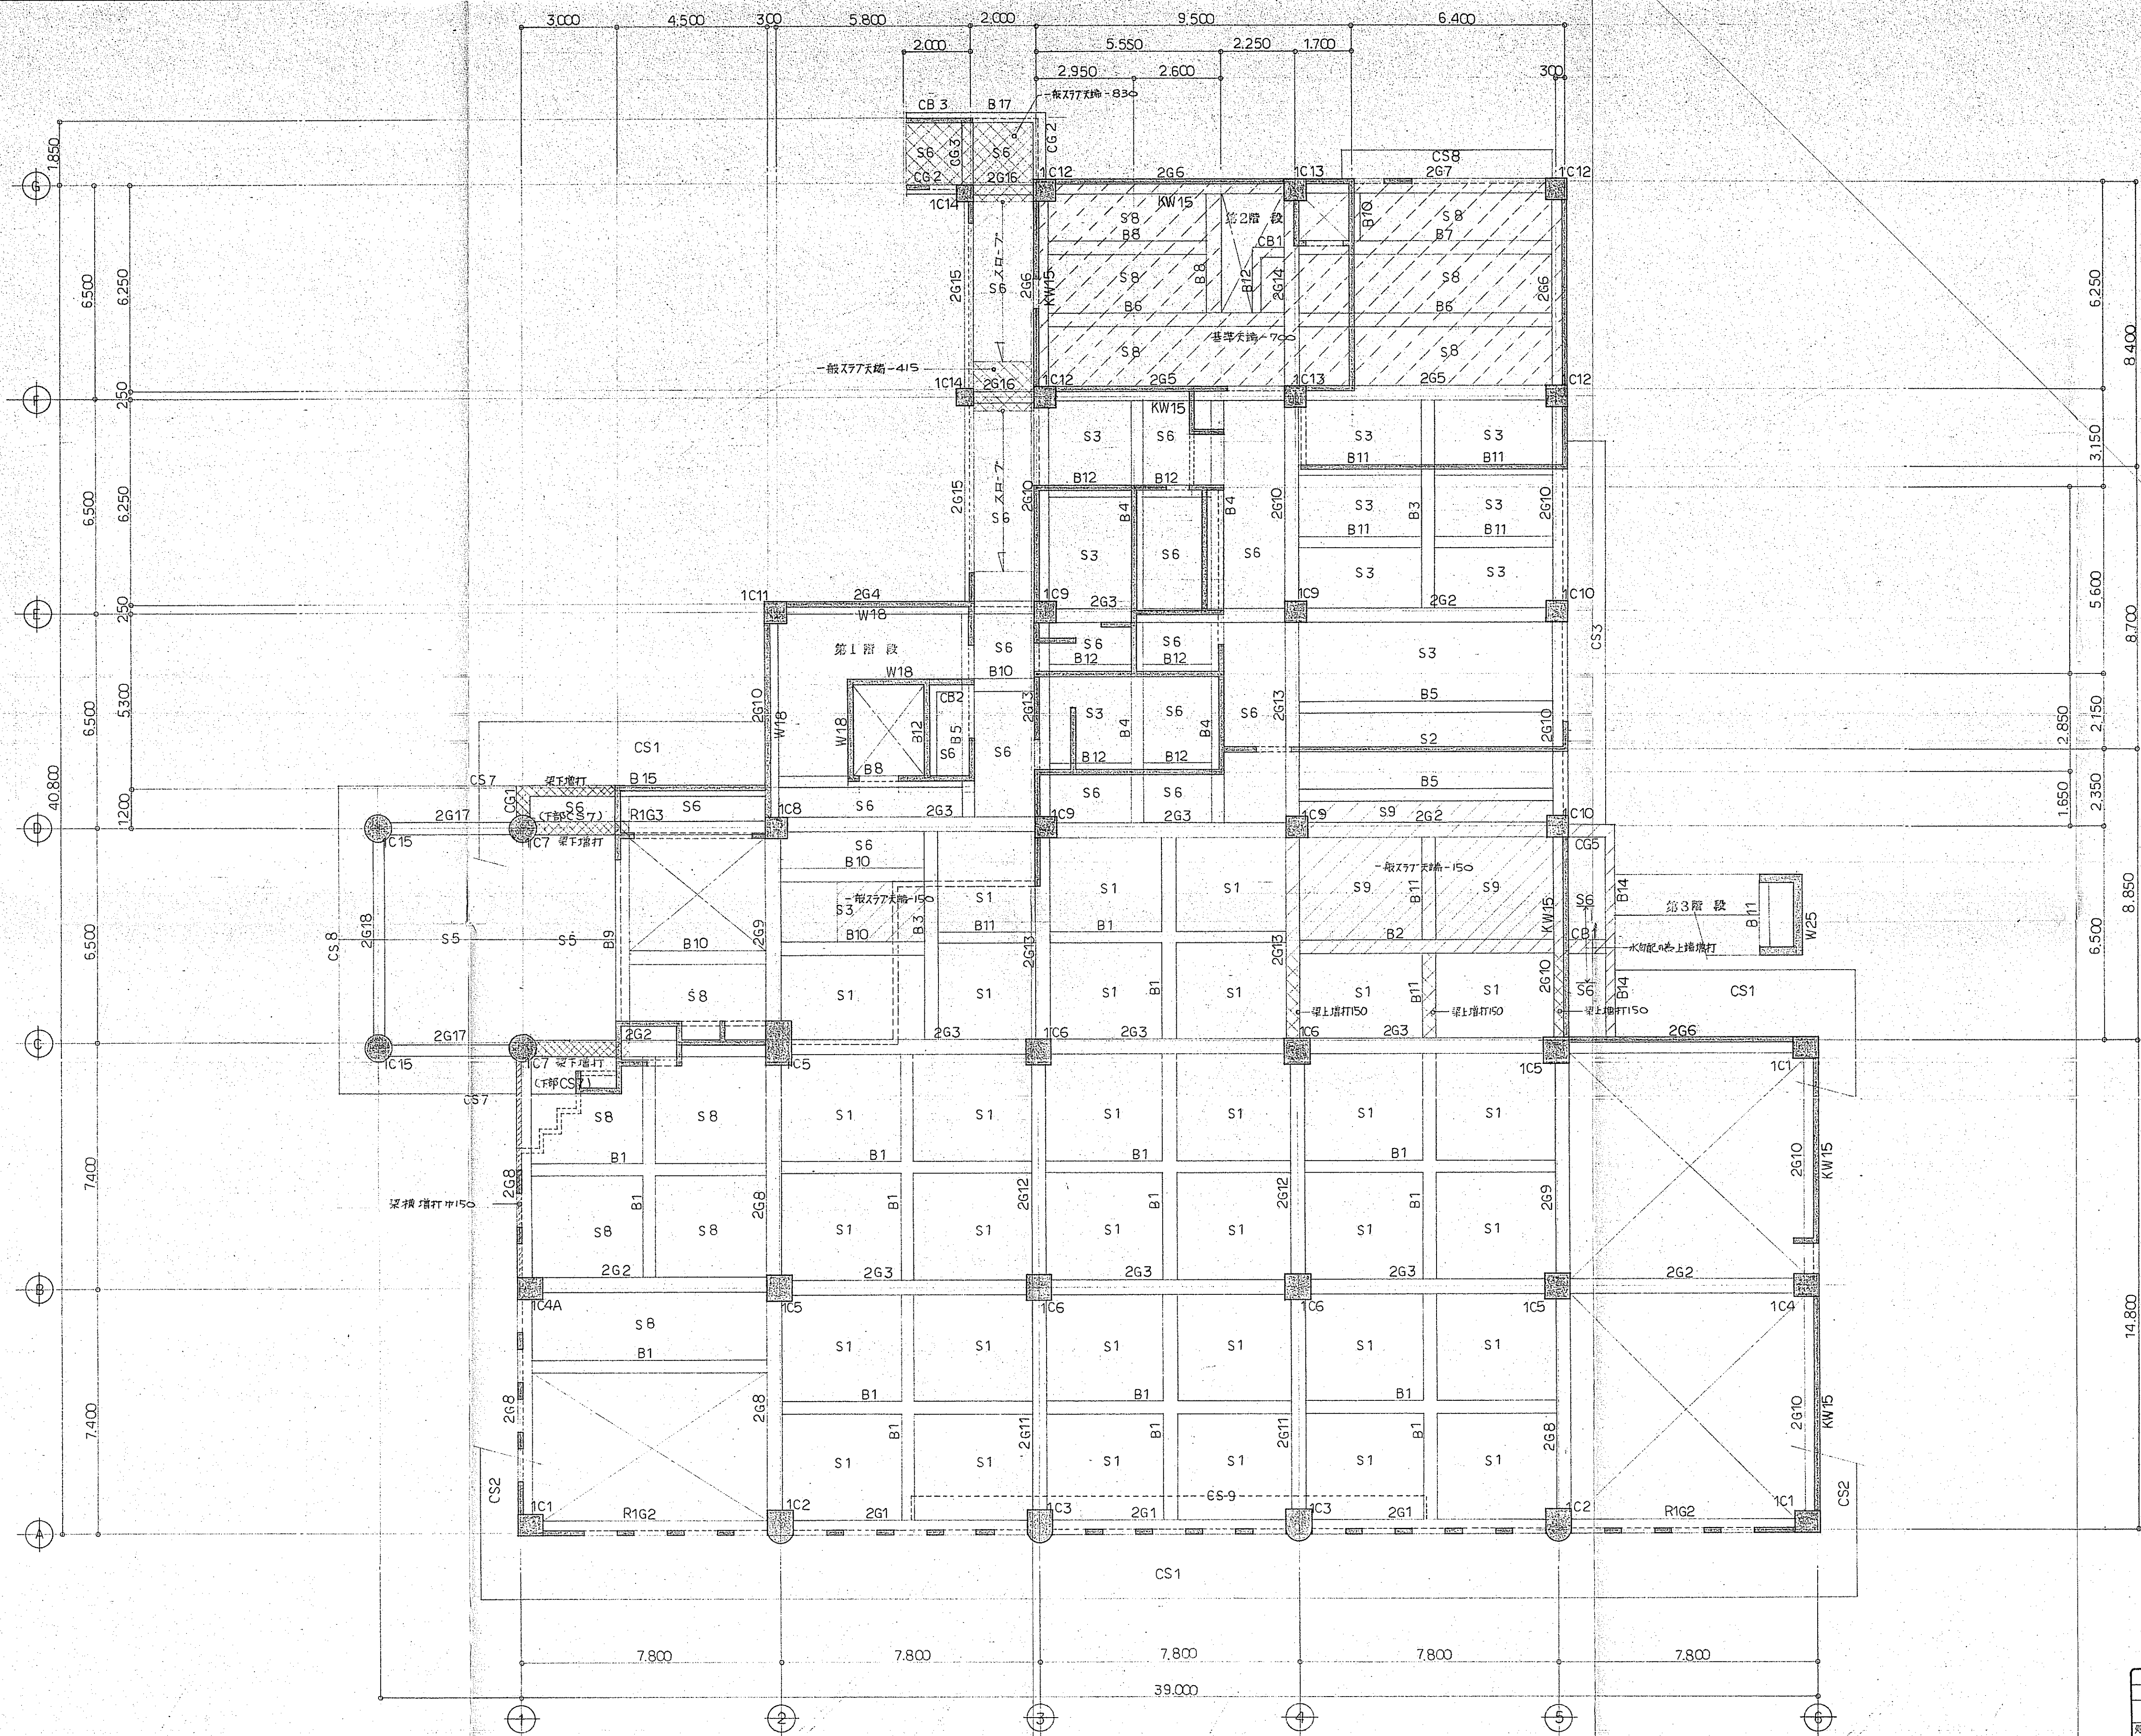 3.000 4.500 300 5.800 2.000 9.500 6.400
2.000 5.550 2.250 1.700
2.950 2.600 300
一般スラブ天端-830
CB3 B17
CG2
1.850
S6 CG3 S6
CS8
G CG2 2G16 1C12 2G6 1C13 2G7 1C12
1C14 KW15
S8 第2階段 B10 S8
B8 CB1 B7
スロープ
6.500 6.250 2G15 S6 2G6 KW15 S8 B8 B12 2G14 S8 2G6 6.250 8.400
B6 B6
基準天端-700
S8 S8
一般スラブ天端-415
1C14 2G16 1C12 2G5 1C13 2G5 1C12
F 250
KW15
S3 S6 S3 S3 3.150
B11 B11
B12 B12
6.500 6.250 2G15 スロープ 2G10 B4 B4 2G10 S3 B3 S3 2G10
S6 B11 B11
S3 S6 S6
S3 S3 5.600 8.700
1C11 2G4 1C9 2G3 1C9 2G2 1C10
E 250 W18
CS3
第1階段 S6 S6 S6 S3
W18 B10 B12 B12
6.500 5.300 2G10 W18 W18 B12 CB2 B5 2G13 S3 B4 S6 B4 S6 2G13 B5 2G10 2.850 2.150
CS1 S6 S6 S2
40.800 CS7 梁下増打 B15 B8 B12 B12 B5
CG1 S6 S6 S6 S6 S6 S9 1.650 2.350
1.200 2G17 (下部CS7) R1G3 1C8 2G3 1C9 2G3 1C9 2G2 1C10
D 1C15 1C7 梁下増打 CG5
S6
B10
一般スラブ天端-150 一般スラブ天端-150
S3 S1 S1 S1 S9 B11 S9 KW15 S6 B14 第3階段 B11 W25 8.850
6.500 CS8 2G18 S5 S5 B9 B10 2G9 B10 B3 B11 2G13 B1 2G13 B2 CB1 6.500
水勾配の為上端増打
S8 S1 S1 S1 B1 S1 S1 B11 S1 2G10 S6 B14 CS1
梁上増打150 梁上増打150 梁上増打150
C 2G17 2G2 2G3 1C6 2G3 1C6 2G3 2G6
1C15 1C7 梁下増打 1C5 1C5 1C1
(下部CS7)
CS7
S8 S8 S1 S1 S1 S1 S1 S1
B1 B1 B1 B1
7.400 2G8 2G8 2G12 2G12 2G9 2G10 KW15
梁横増打巾150
B1 B1 B1 B1
S8 S8 S1 S1 S1 S1 S1 S1
2G2 2G3 2G3 2G3 2G2
B 1C4A 1C5 1C6 1C6 1C5 1C4
14.800
S8 S1 S1 S1 S1 S1 S1
B1 B1 B1 B1
7.400 2G8 2G8 2G11 2G11 2G8 2G10 KW15
B1 B1 B1
S1 S1 S1 S1 S1 S1
CS2 CS9 CS2
1C1 R1G2 1C2 2G1 1C3 2G1 1C3 2G1 1C2 R1G2 1C1
A
CS1
7.800 7.800 7.800 7.800 7.800
39.000
1 2 3 4 5 6